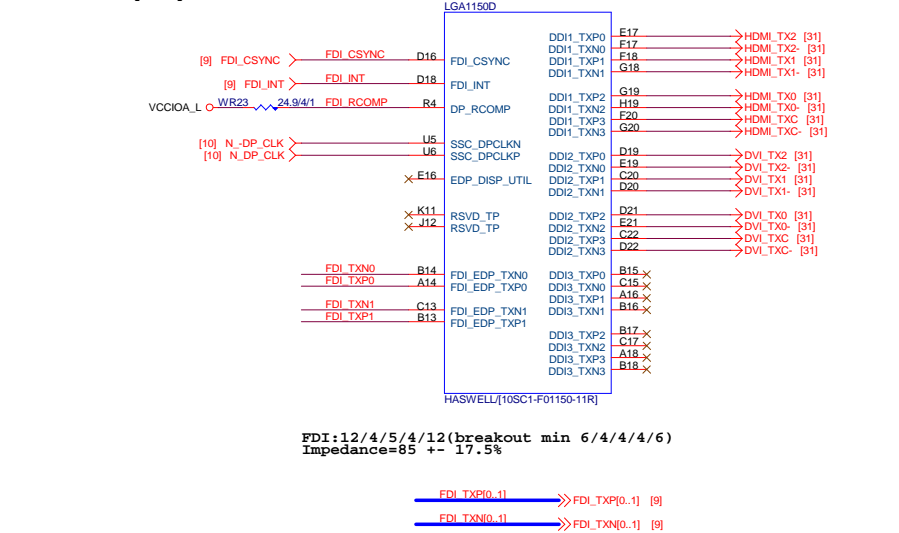 LGA1150D
[9] FDI_CSYNC FDI_CSYNC D16 FDI_CSYNC
[9] FDI_INT FDI_INT D18 FDI_INT
VCCIOA_L WR23 24.9/4/1 FDI_RCOMP R4 DP_RCOMP
[10] N_-DP_CLK U5 SSC_DPCLKN
[10] N_DP_CLK U6 SSC_DPCLKP
E16 EDP_DISP_UTIL
K11 RSVD_TP
J12 RSVD_TP
FDI_TXN0 B14 FDI_EDP_TXN0
FDI_TXP0 A14 FDI_EDP_TXP0
FDI_TXN1 C13 FDI_EDP_TXN1
FDI_TXP1 B13 FDI_EDP_TXP1
DDI1_TXP0 E17 HDMI_TX2 [31]
DDI1_TXN0 F17 HDMI_TX2- [31]
DDI1_TXP1 F18 HDMI_TX1 [31]
DDI1_TXN1 G18 HDMI_TX1- [31]
DDI1_TXP2 G19 HDMI_TX0 [31]
DDI1_TXN2 H19 HDMI_TX0- [31]
DDI1_TXP3 F20 HDMI_TXC [31]
DDI1_TXN3 G20 HDMI_TXC- [31]
DDI2_TXP0 D19 DVI_TX2 [31]
DDI2_TXN0 E19 DVI_TX2- [31]
DDI2_TXP1 C20 DVI_TX1 [31]
DDI2_TXN1 D20 DVI_TX1- [31]
DDI2_TXP2 D21 DVI_TX0 [31]
DDI2_TXN2 E21 DVI_TX0- [31]
DDI2_TXP3 C22 DVI_TXC [31]
DDI2_TXN3 D22 DVI_TXC- [31]
DDI3_TXP0 B15
DDI3_TXN0 C15
DDI3_TXP1 A16
DDI3_TXN1 B16
DDI3_TXP2 B17
DDI3_TXN2 C17
DDI3_TXP3 A18
DDI3_TXN3 B18
HASWELL/[10SC1-F01150-11R]
FDI:12/4/5/4/12(breakout min 6/4/4/4/6)
Impedance=85 +- 17.5%
FDI_TXP[0..1] FDI_TXP[0..1] [9]
FDI_TXN[0..1] FDI_TXN[0..1] [9]